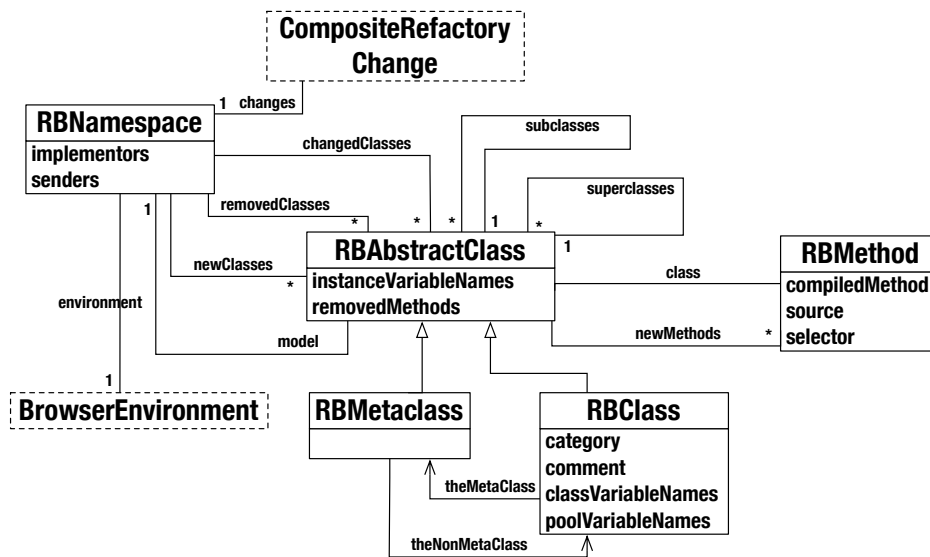 CompositeRefactory
Change
1 changes
RBNamespace
implementors
senders
changedClasses
subclasses
superclasses
1
removedClasses
*
*
*
1
*
1
RBAbstractClass
instanceVariableNames
removedMethods
newClasses
*
environment
model
class
newMethods
*
RBMethod
compiledMethod
source
selector
1
BrowserEnvironment
RBMetaclass
RBClass
category
comment
classVariableNames
poolVariableNames
theMetaClass
theNonMetaClass